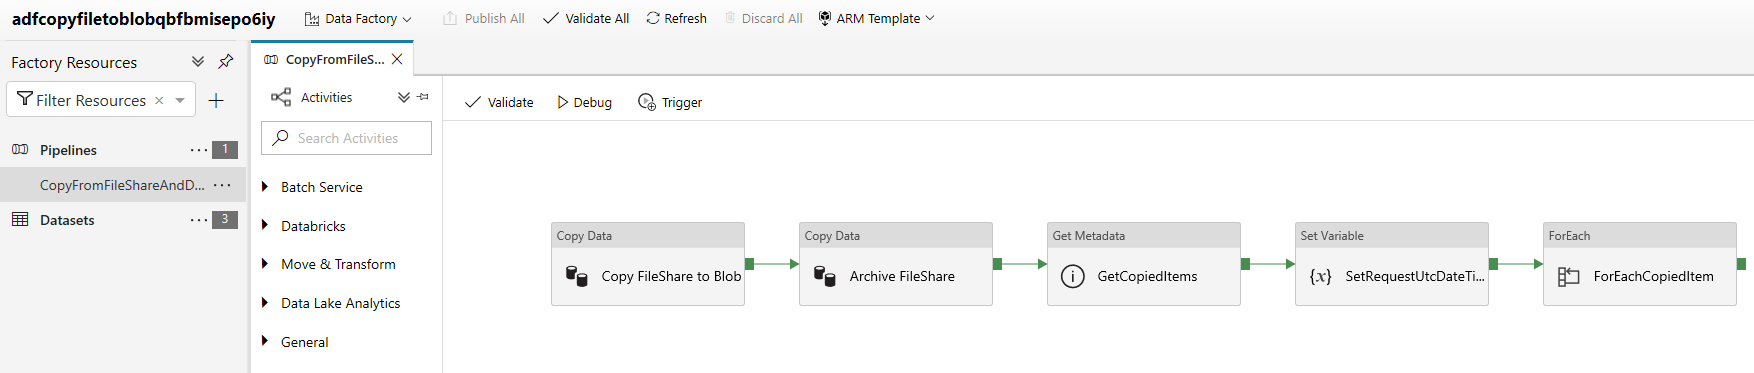 adfcopyfiletoblobqbfbmisepo6iy
Data Factory
Publish All
Validate All
Refresh
Discard All
ARM Template
Factory Resources
Filter Resources
Pipelines
1
CopyFromFileShareAndD...
Datasets
3
CopyFromFileS...
Activities
Search Activities
Batch Service
Databricks
Move & Transform
Data Lake Analytics
General
Validate
Debug
Trigger
Copy Data
Copy FileShare to Blob
Copy Data
Archive FileShare
Get Metadata
GetCopiedItems
Set Variable
{x}
SetRequestUtcDateTi...
ForEach
ForEachCopiedItem